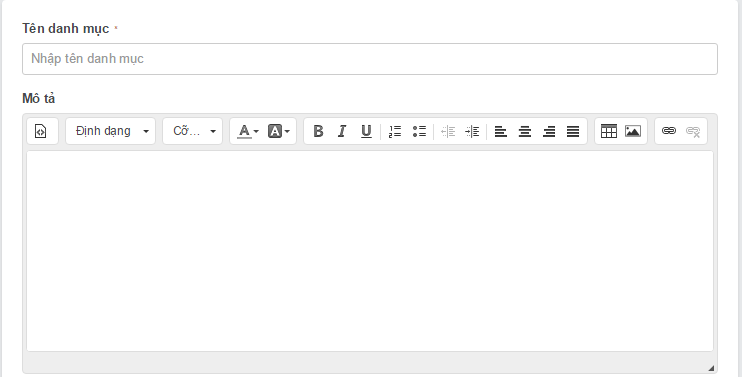 Tên danh mục *
Nhập tên danh mục
Mô tả
Định dạng Cỡ... A A B I U